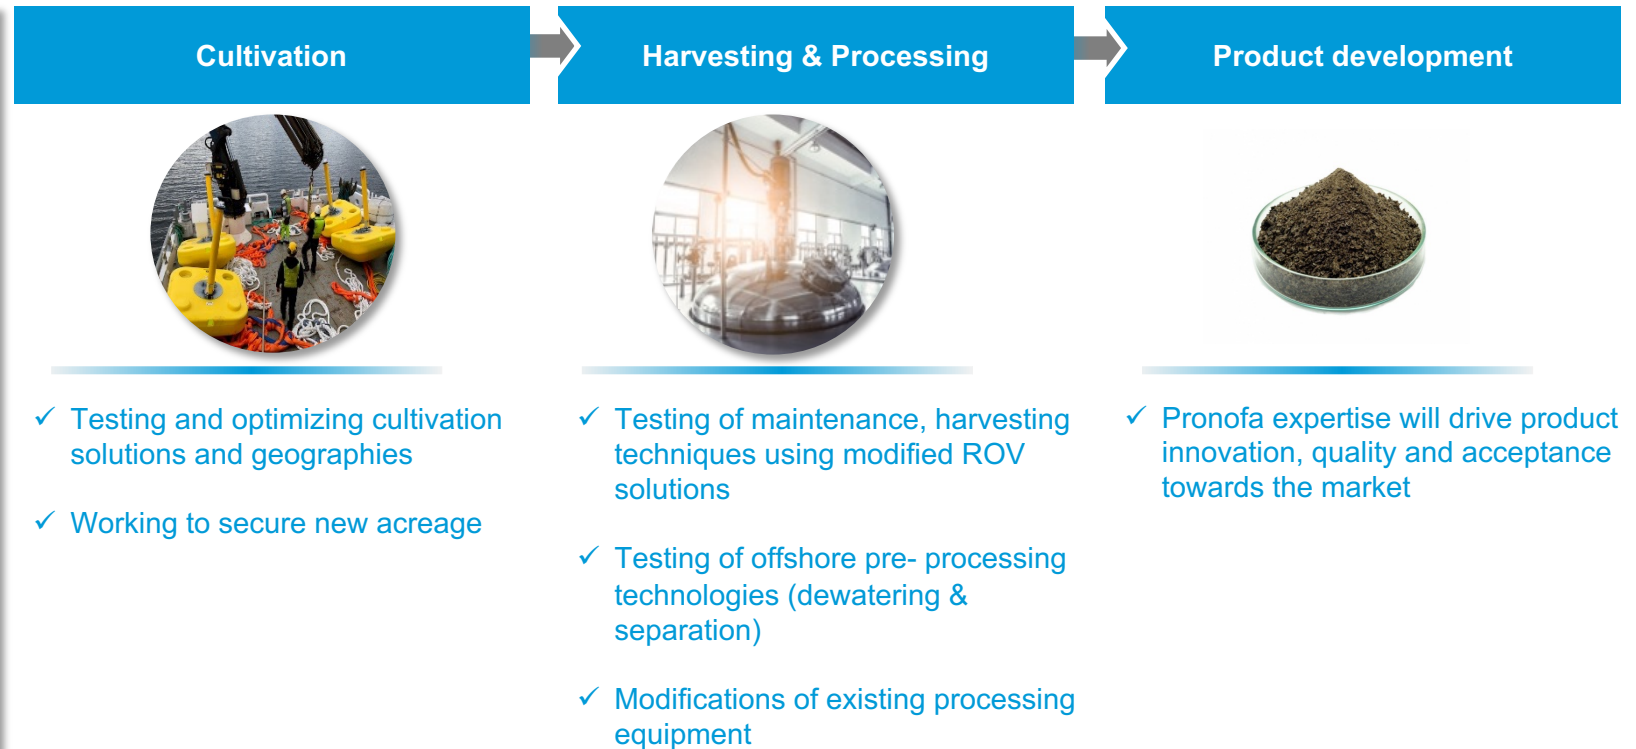 Cultivation
Harvesting & Processing
Product development
Testing and optimizing cultivation
solutions and geographies
Working to secure new acreage
Testing of maintenance, harvesting
techniques using modified ROV
solutions
Testing of offshore pre- processing
technologies (dewatering &
separation)
Modifications of existing processing
equipment
Pronofa expertise will drive product
innovation, quality and acceptance
towards the market